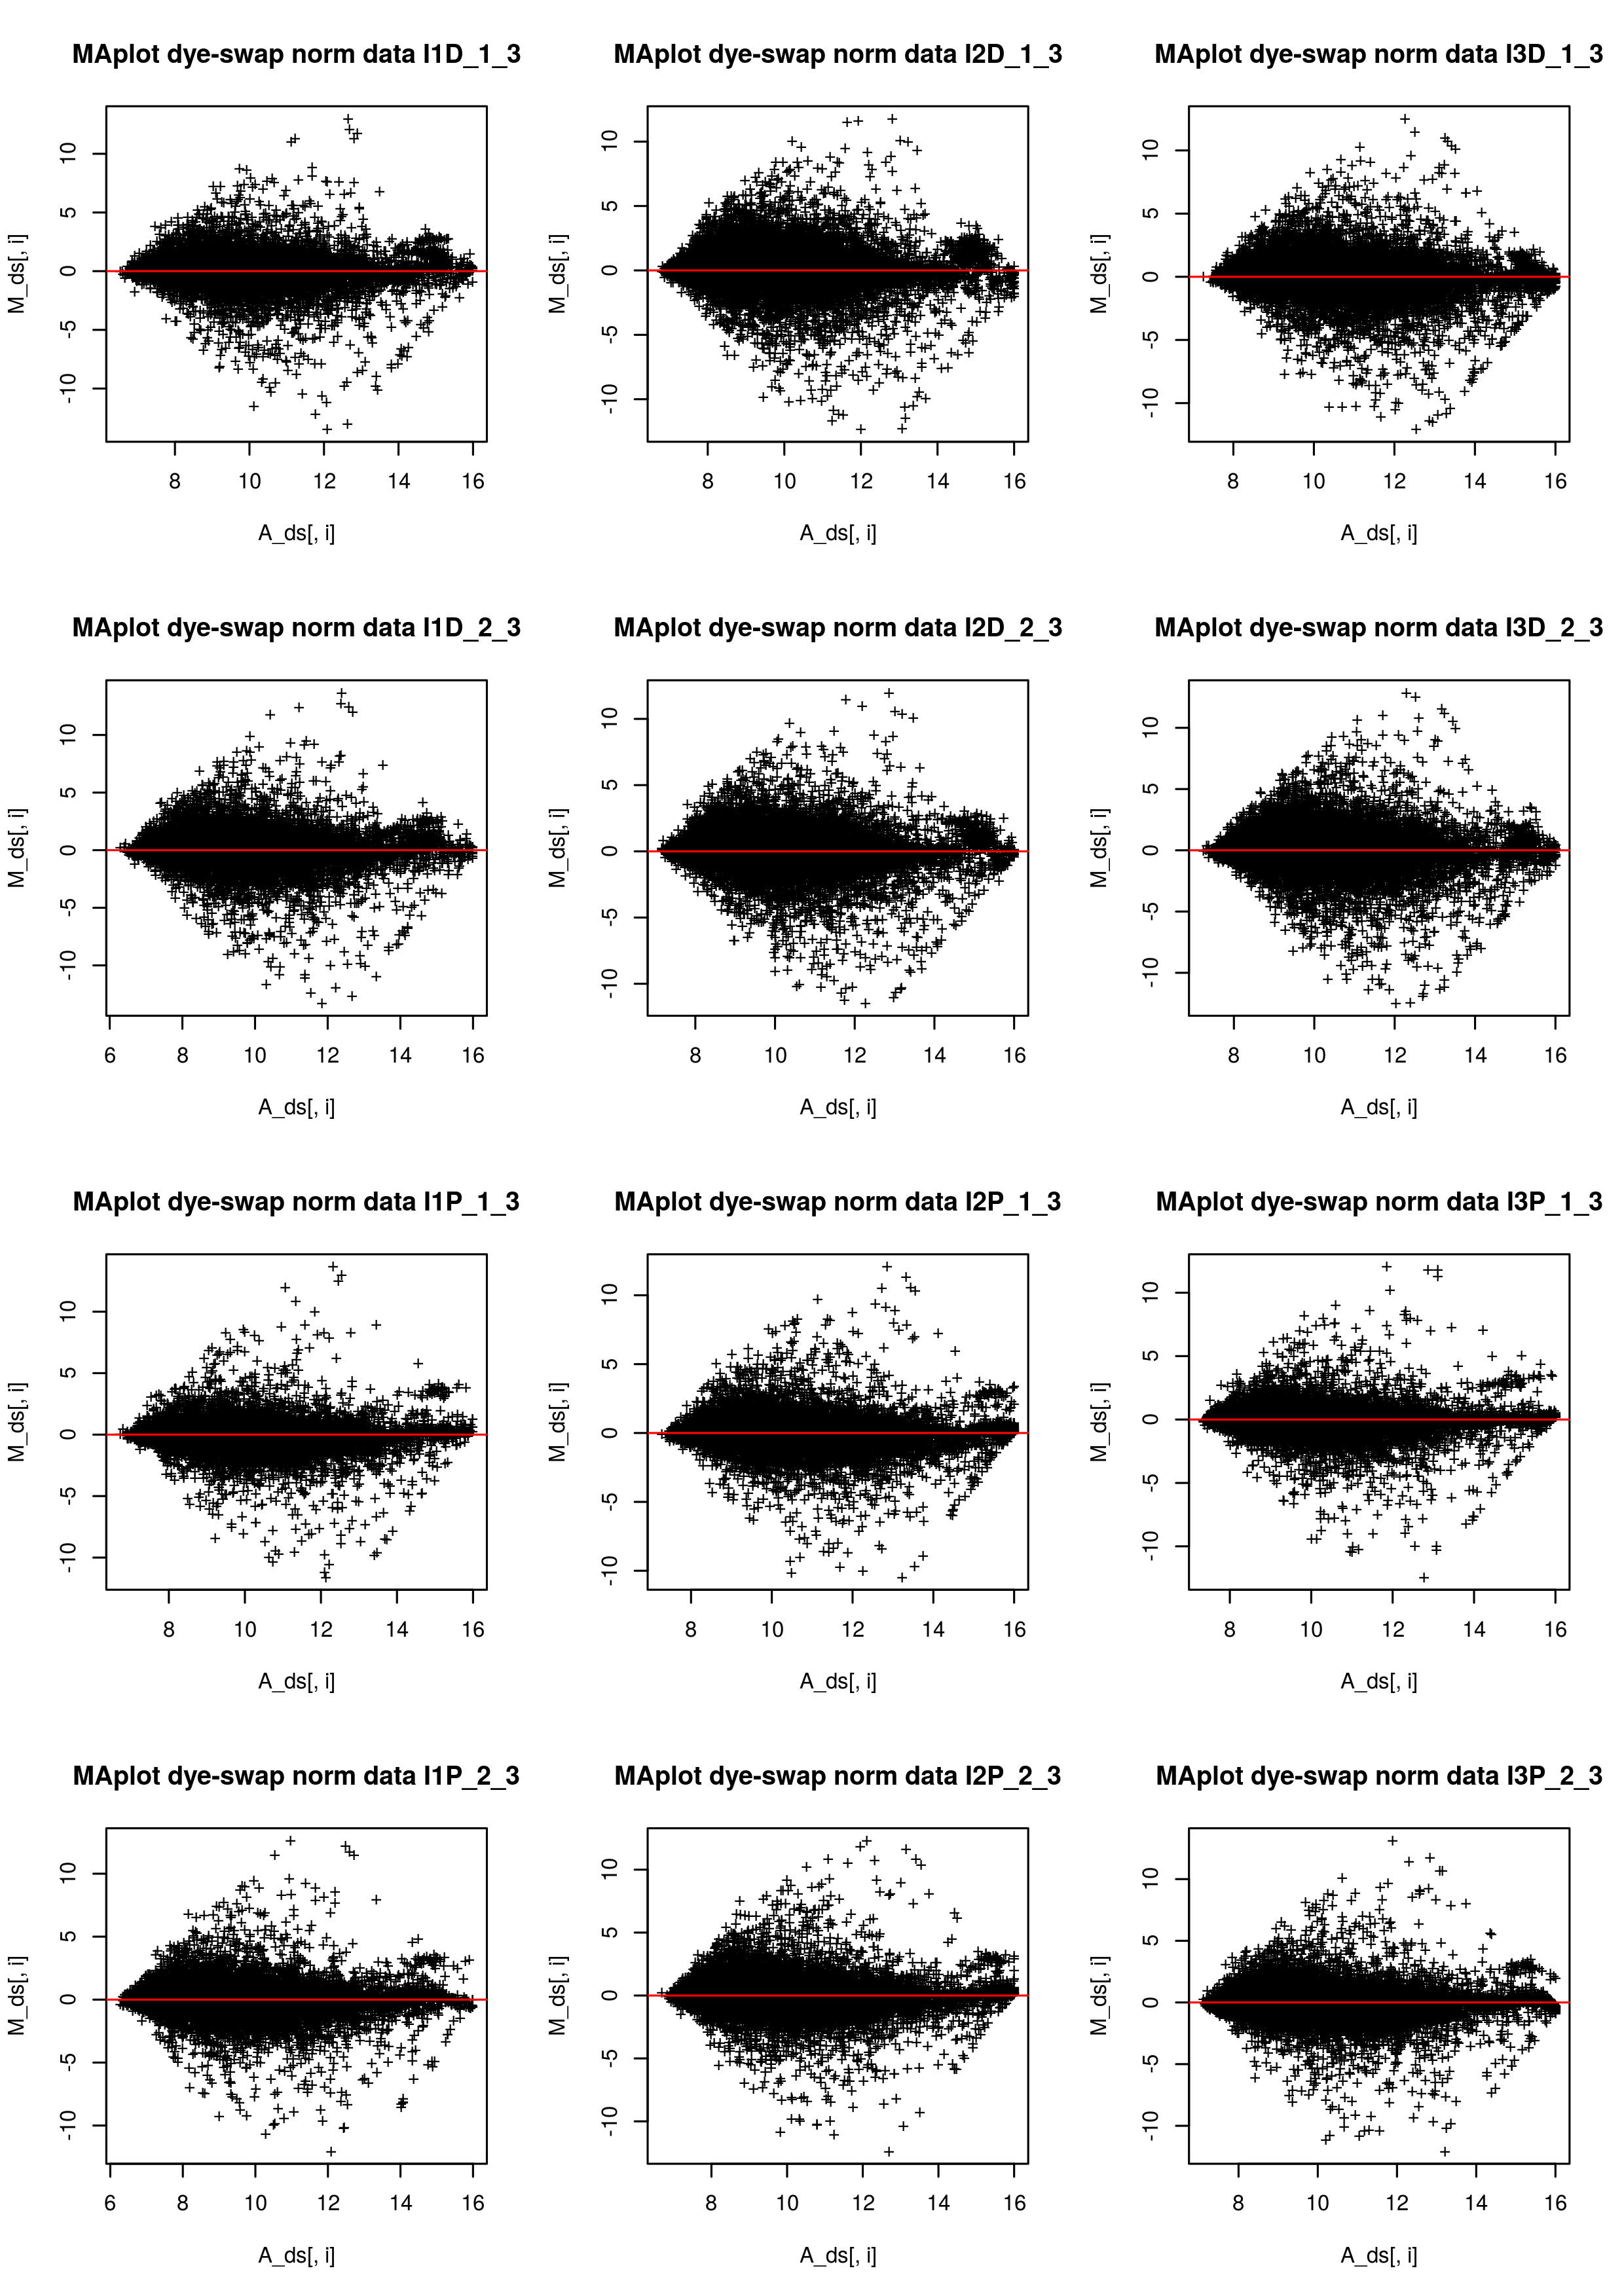 MAplot dye-swap norm data I1D_1_3
M_ds[, i]
10
5
0
-5
-10
8 10 12 14 16
A_ds[, i]
MAplot dye-swap norm data I2D_1_3
M_ds[, i]
10
5
0
-5
-10
8 10 12 14 16
A_ds[, i]
MAplot dye-swap norm data I3D_1_3
M_ds[, i]
10
5
0
-5
-10
8 10 12 14 16
A_ds[, i]
MAplot dye-swap norm data I1D_2_3
M_ds[, i]
10
5
0
-5
-10
6 8 10 12 14 16
A_ds[, i]
MAplot dye-swap norm data I2D_2_3
M_ds[, i]
10
5
0
-5
-10
8 10 12 14 16
A_ds[, i]
MAplot dye-swap norm data I3D_2_3
M_ds[, i]
10
5
0
-5
-10
8 10 12 14 16
A_ds[, i]
MAplot dye-swap norm data I1P_1_3
M_ds[, i]
10
5
0
-5
-10
8 10 12 14 16
A_ds[, i]
MAplot dye-swap norm data I2P_1_3
M_ds[, i]
10
5
0
-5
-10
8 10 12 14 16
A_ds[, i]
MAplot dye-swap norm data I3P_1_3
M_ds[, i]
10
5
0
-5
-10
8 10 12 14 16
A_ds[, i]
MAplot dye-swap norm data I1P_2_3
M_ds[, i]
10
5
0
-5
-10
6 8 10 12 14 16
A_ds[, i]
MAplot dye-swap norm data I2P_2_3
M_ds[, i]
10
5
0
-5
-10
8 10 12 14 16
A_ds[, i]
MAplot dye-swap norm data I3P_2_3
M_ds[, i]
10
5
0
-5
-10
8 10 12 14 16
A_ds[, i]